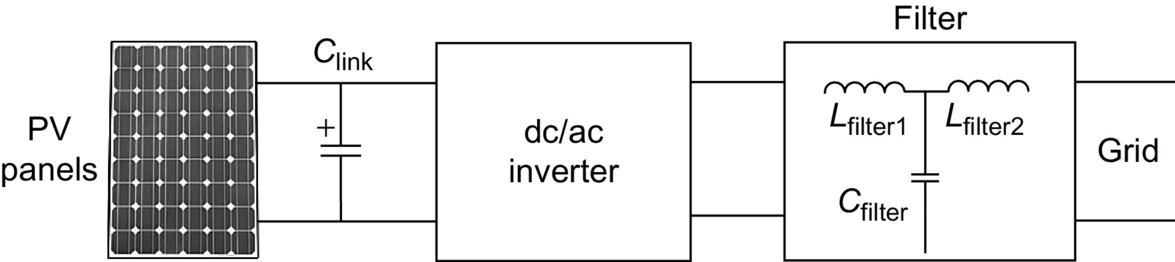 Filter
C_link
PV
panels
+
dc/ac
inverter
L_filter1
L_filter2
C_filter
Grid